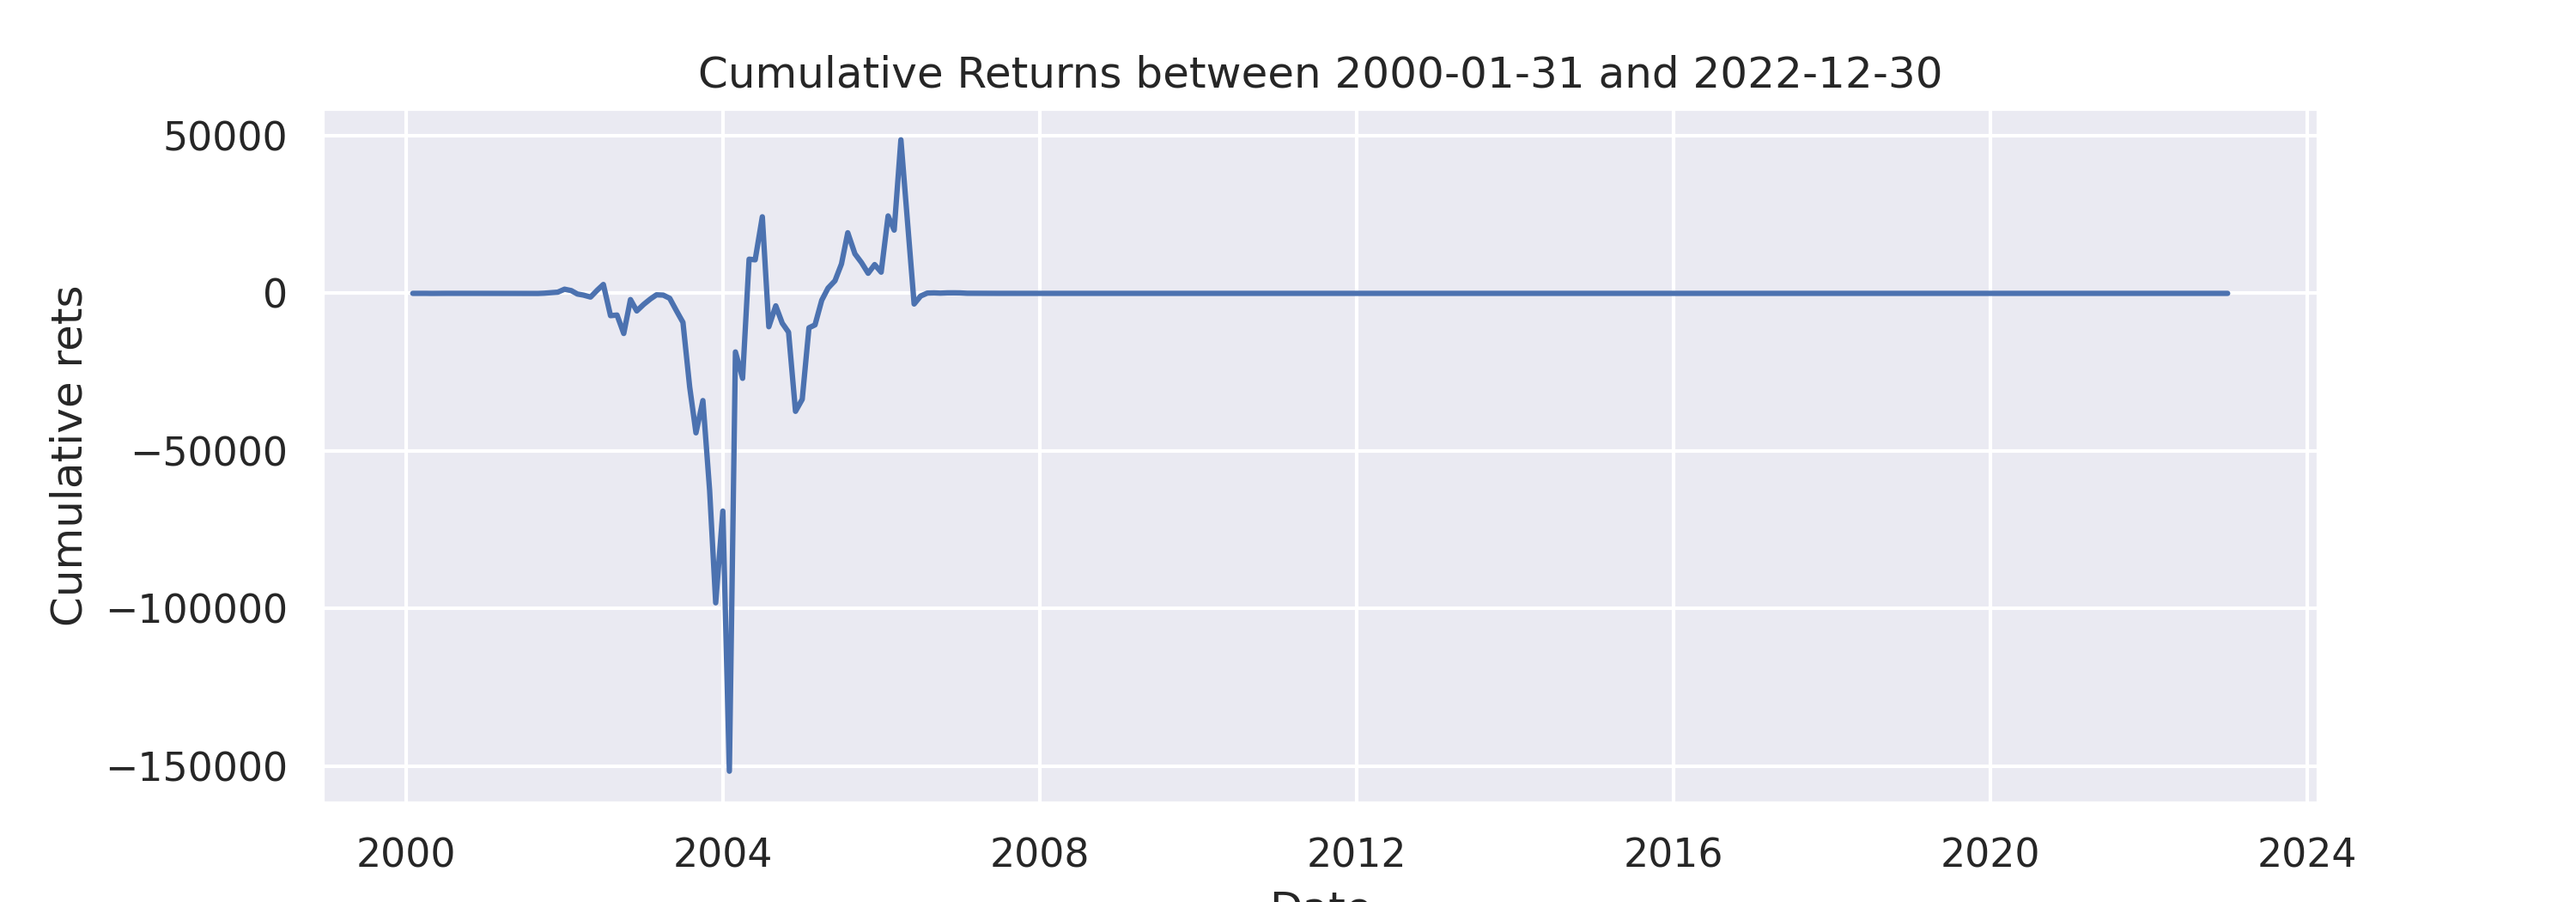 Cumulative Returns between 2000-01-31 and 2022-12-30
50000
0
−50000
−100000
−150000
Cumulative rets
2000 2004 2008 2012 2016 2020 2024
Date